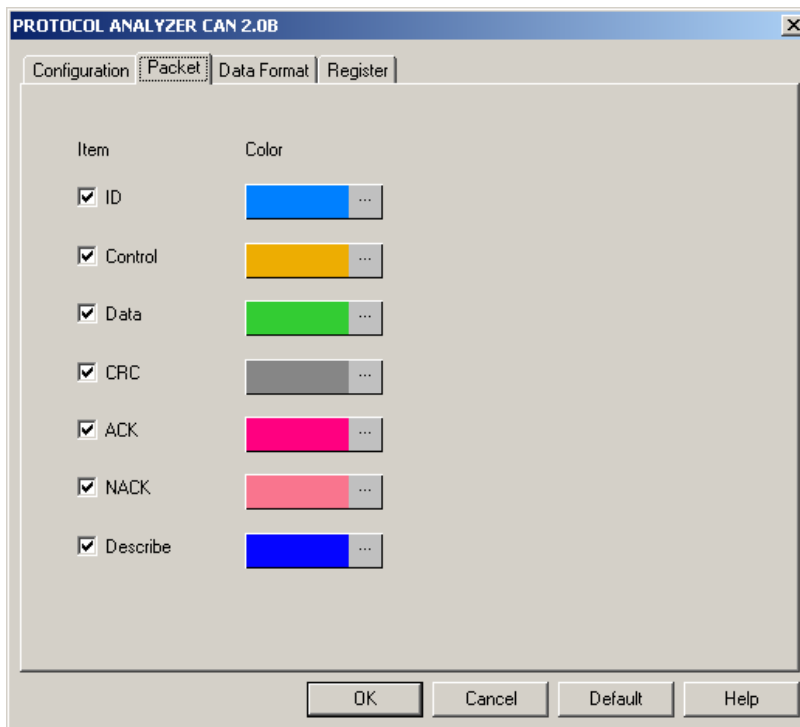 PROTOCOL ANALYZER CAN 2.0B
Configuration Packet Data Format Register
Item Color
ID ...
Control ...
Data ...
CRC ...
ACK ...
NACK ...
Describe ...
OK Cancel Default Help